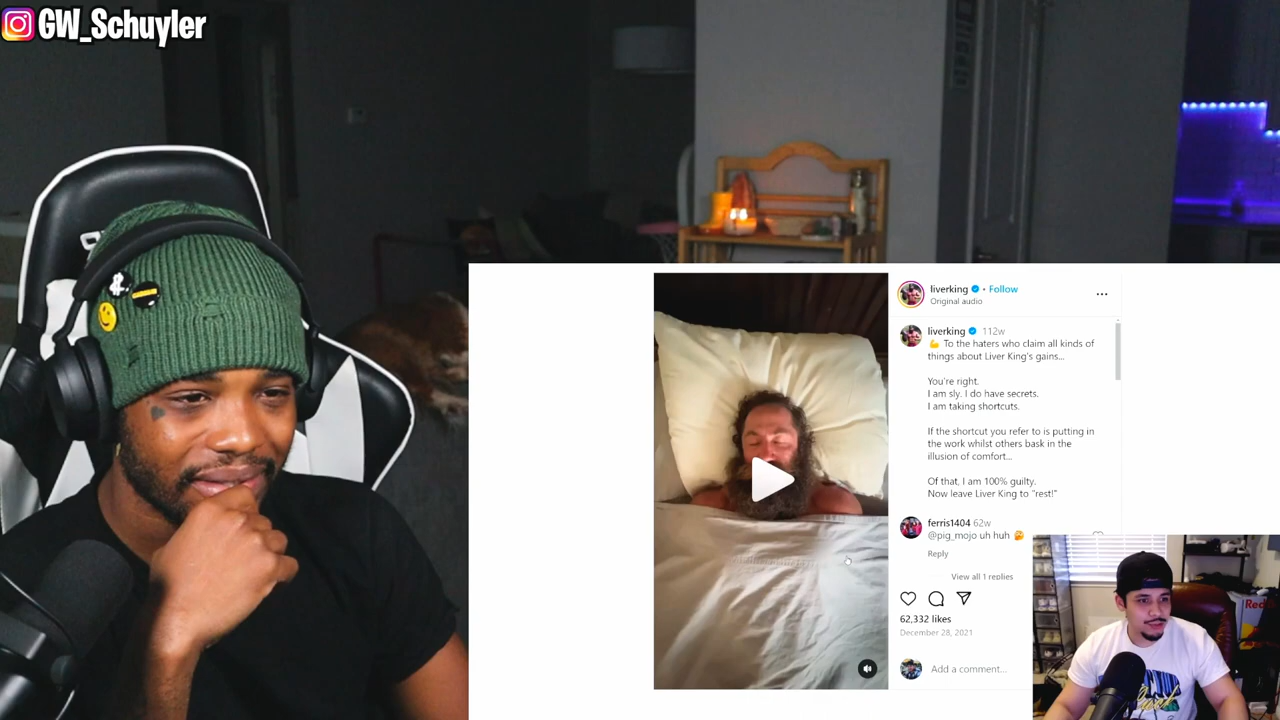 GW_Schuyler
liverking • Follow
Original audio
liverking 112w
💪 To the haters who claim all kinds of
things about Liver King's gains...
You're right.
I am sly. I do have secrets.
I am taking shortcuts.
If the shortcut you refer to is putting in
the work whilst others bask in the
illusion of comfort...
Of that, I am 100% guilty.
Now leave Liver King to "rest!"
ferris1404 62w
@pig_mojo uh huh 🫣
Reply
View all 1 replies
62,332 likes
December 28, 2021
Add a comment...
Red